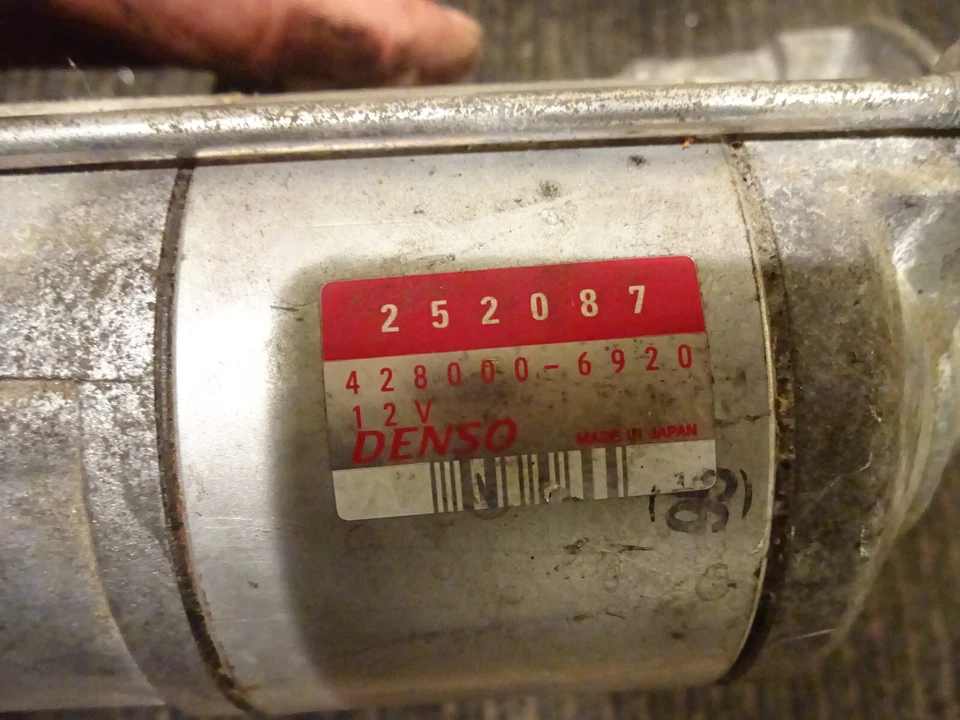 252087
428000-6920
12V
DENSO
MADE IN JAPAN